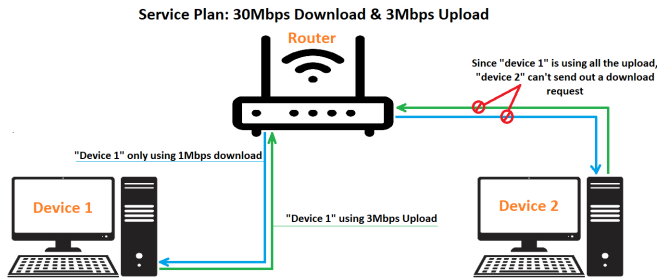 Service Plan: 30Mbps Download & 3Mbps Upload
Router
Since "device 1" is using all the upload,
"device 2" can't send out a download
request
"Device 1" only using 1Mbps download
Device 1
Device 2
"Device 1" using 3Mbps Upload